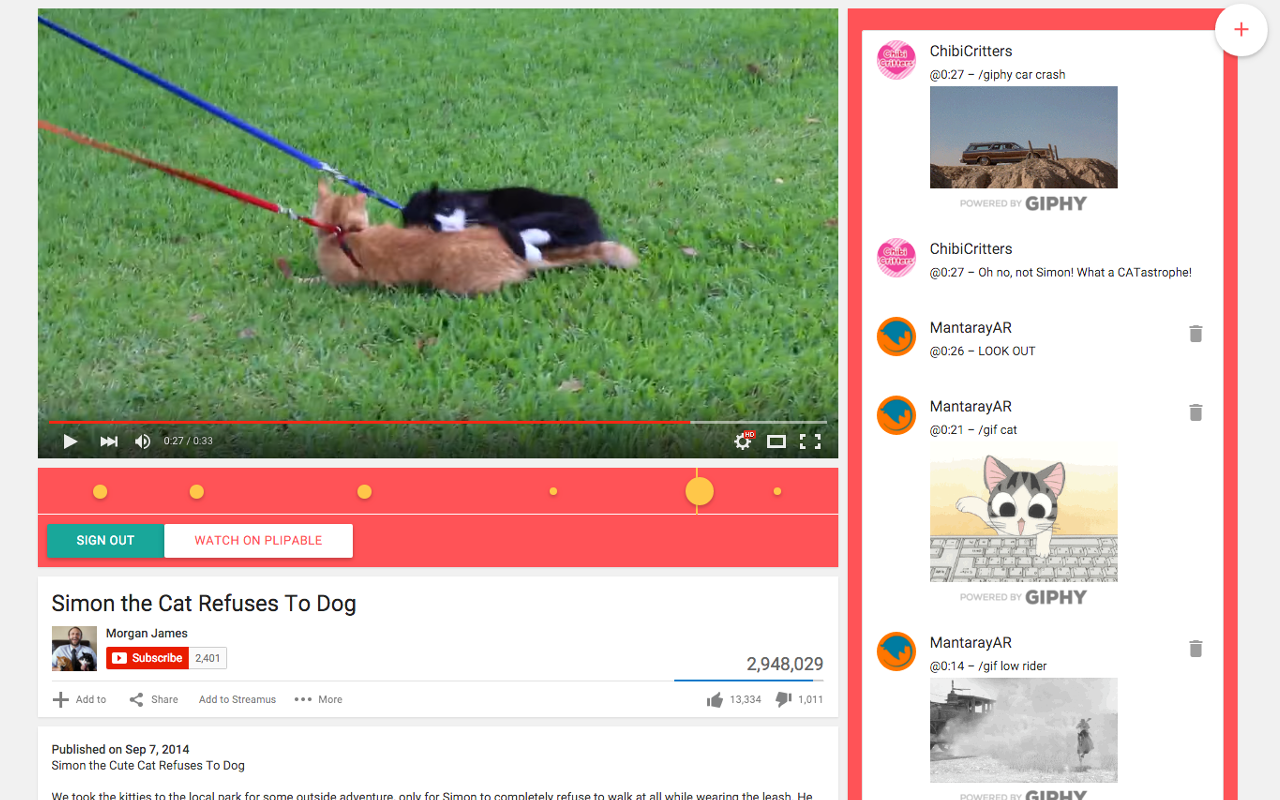 0:27 / 0:33
HD
SIGN OUT
WATCH ON PLIPABLE
Simon the Cat Refuses To Dog
Morgan James
Subscribe 2,401
2,948,029
Add to
Share
Add to Streamus
More
13,334
1,011
Published on Sep 7, 2014
Simon the Cute Cat Refuses To Dog
We took the kitties to the local park for some outside adventure, only for Simon to completely refuse to walk at all while wearing the leash. He
+
Chibi
Critters
ChibiCritters
@0:27 – /giphy car crash
POWERED BY GIPHY
Chibi
Critters
ChibiCritters
@0:27 – Oh no, not Simon! What a CATastrophe!
MantarayAR
@0:26 – LOOK OUT
MantarayAR
@0:21 – /gif cat
POWERED BY GIPHY
MantarayAR
@0:14 – /gif low rider
POWERED BY GIPHY